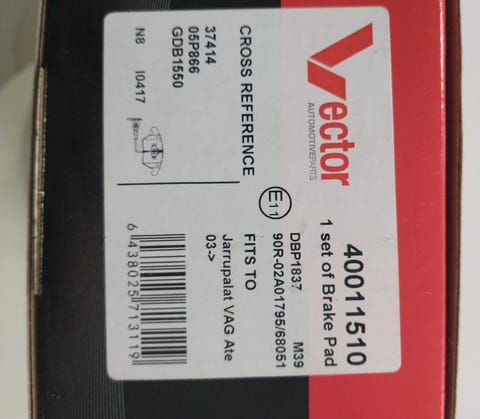 Vector
AUTOMOTIVEPARTS
40011510
1 set of Brake Pad
CROSS REFERENCE
37414
05P866
GDB1550
N8 I0417
E11
DBP1837 M39
90R-02A01795/68051
FITS TO
Jarrupalat VAG Ate
03->
6 438025 713119